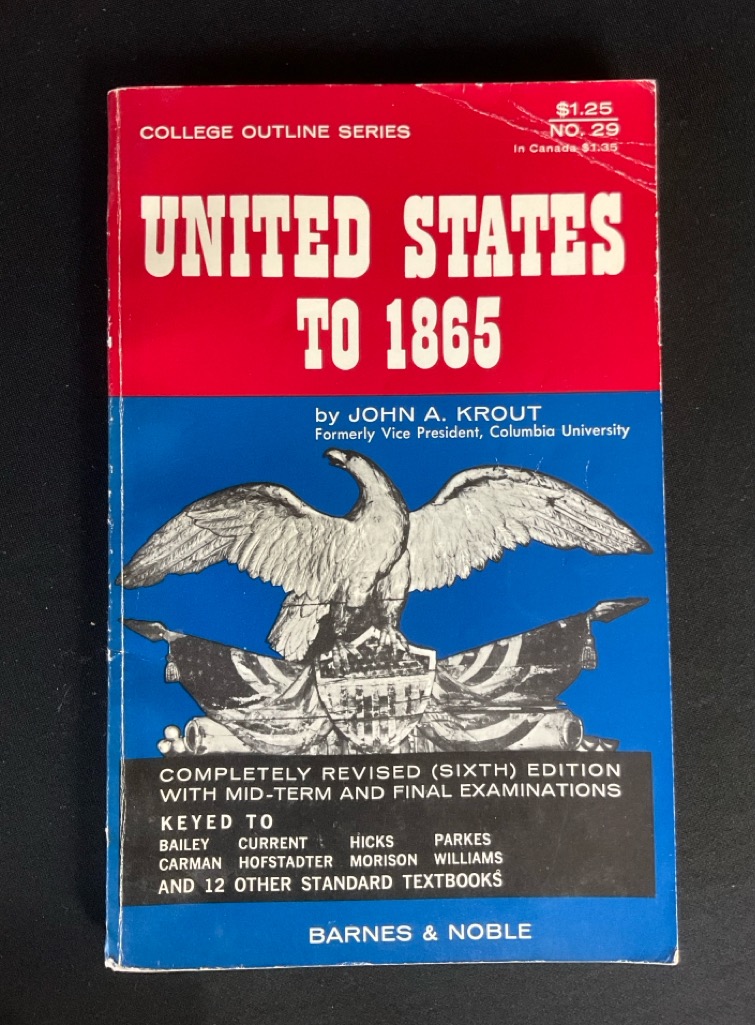 COLLEGE OUTLINE SERIES
$1.25
NO. 29
In Canada $1.35
UNITED STATES
TO 1865
by JOHN A. KROUT
Formerly Vice President, Columbia University
COMPLETELY REVISED (SIXTH) EDITION
WITH MID-TERM AND FINAL EXAMINATIONS
KEYED TO
BAILEY CURRENT HICKS PARKES
CARMAN HOFSTADTER MORISON WILLIAMS
AND 12 OTHER STANDARD TEXTBOOKS
BARNES & NOBLE